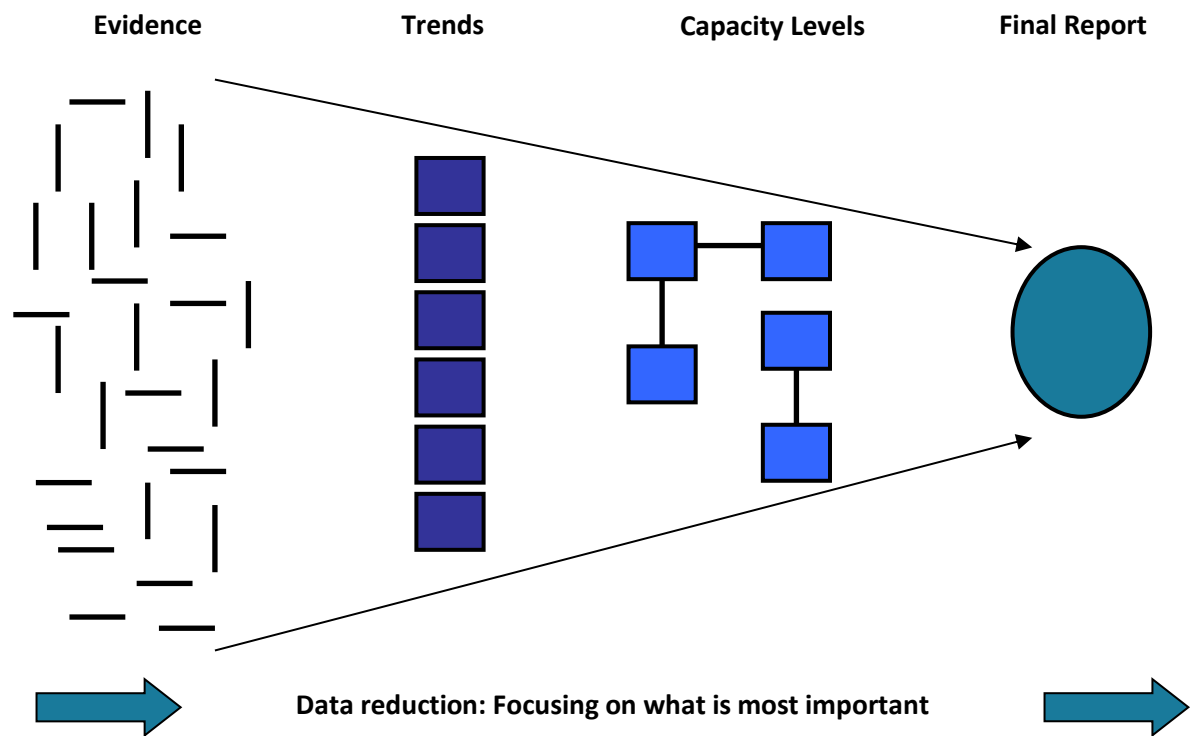 Evidence
Trends
Capacity Levels
Final Report
Data reduction: Focusing on what is most important